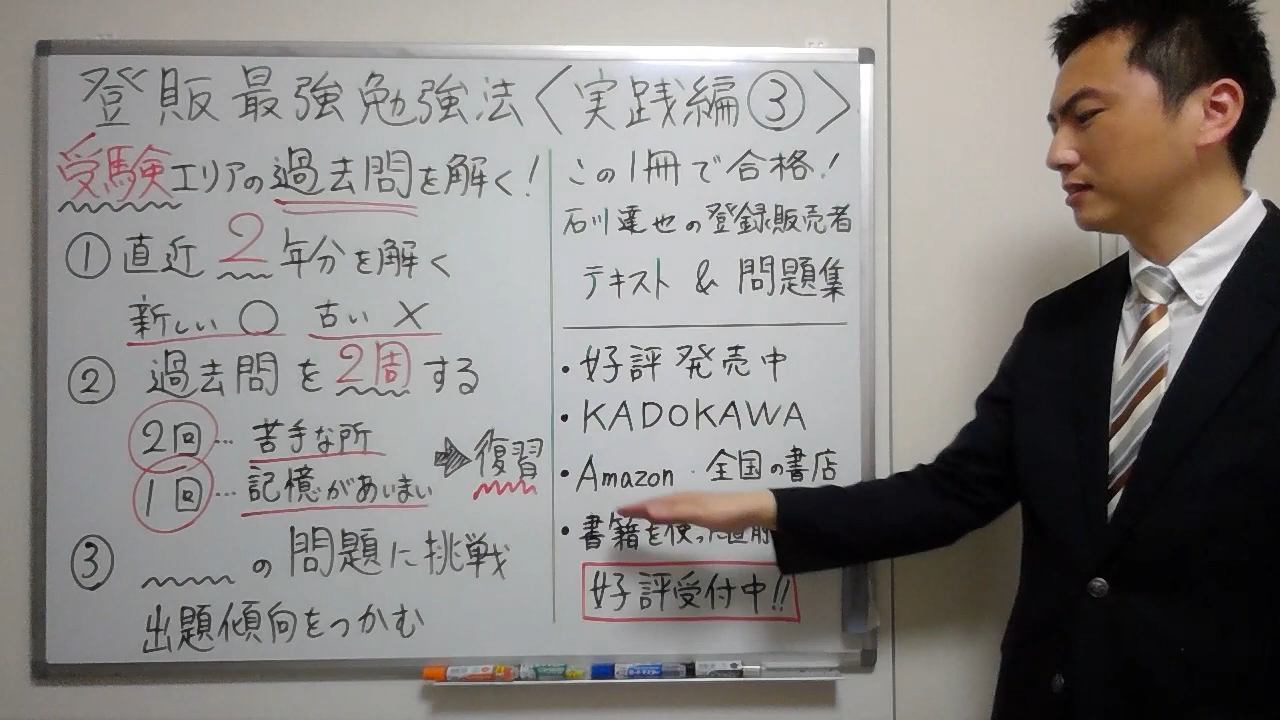 登販最強勉強法〈実践編③〉
受験エリアの過去問を解く!
①直近2年分を解く
新しい○ 古い×
②過去問を2周する
2回…苦手な所
1回…記憶があいまい
➡復習
③ の問題に挑戦
出題傾向をつかむ
この1冊で合格!
石川達也の登録販売者
テキスト & 問題集
・好評発売中
・KADOKAWA
・Amazon・全国の書店
・書籍を使った直前
好評受付中!!